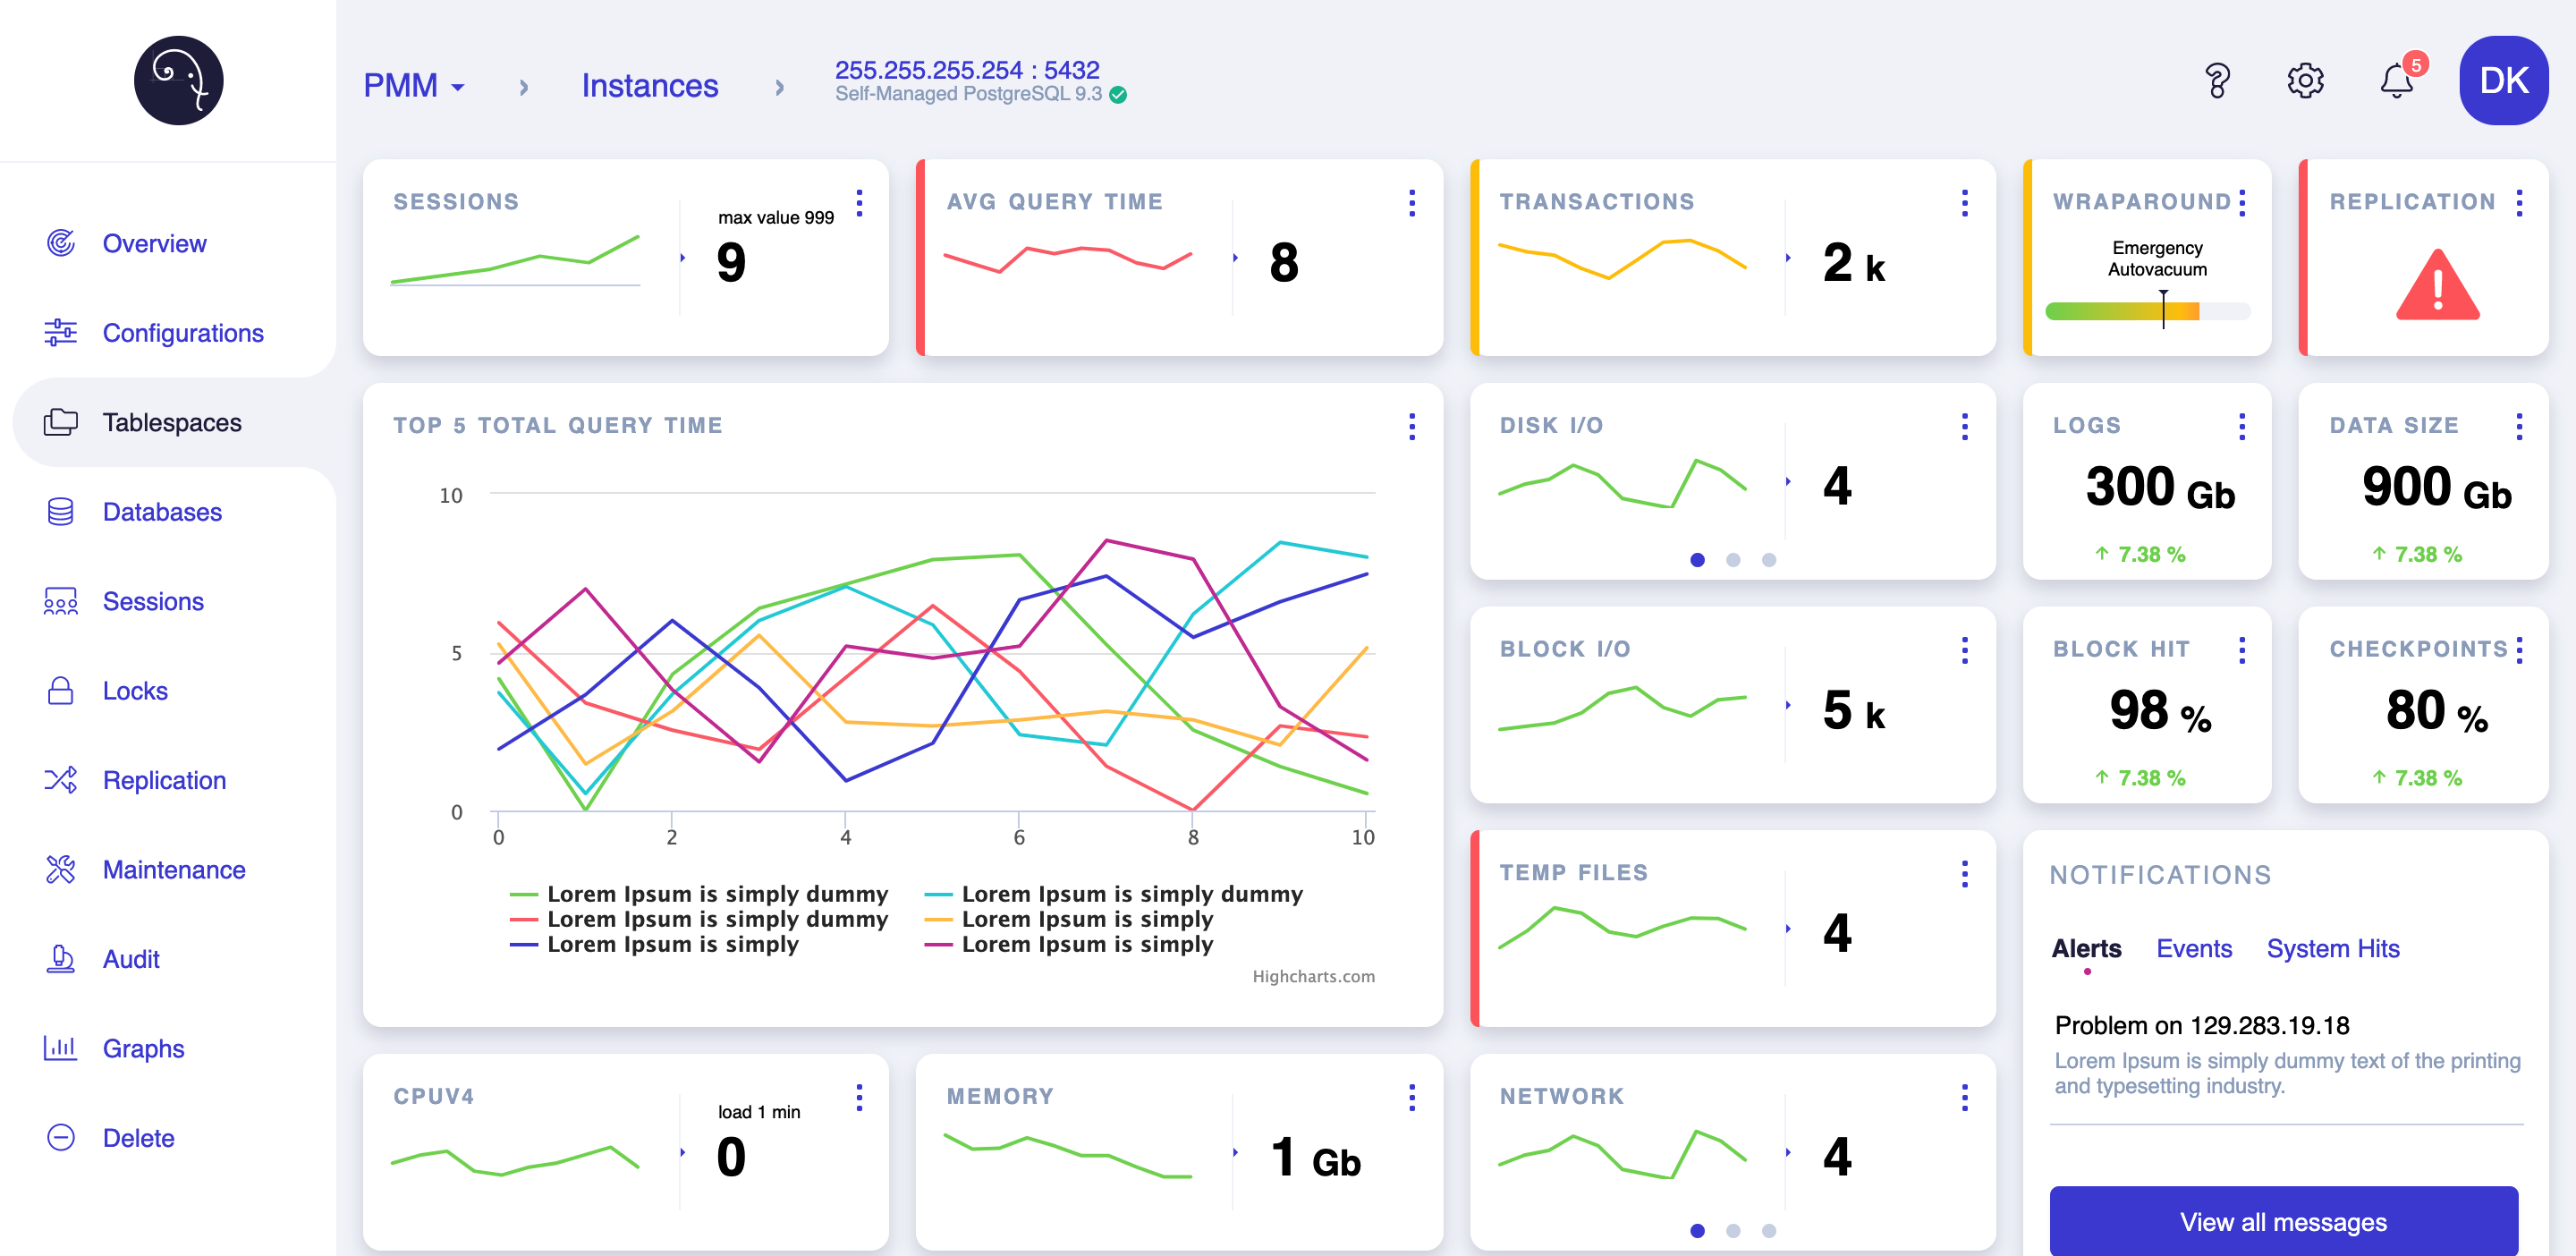 PMM
Instances
255.255.255.254 : 5432
Self-Managed PostgreSQL 9.3
5
DK
Overview
Configurations
Tablespaces
Databases
Sessions
Locks
Replication
Maintenance
Audit
Graphs
Delete
SESSIONS
max value 999
9
AVG QUERY TIME
8
TRANSACTIONS
2 k
WRAPAROUND
Emergency
Autovacuum
REPLICATION
TOP 5 TOTAL QUERY TIME
10
5
0
0 2 4 6 8 10
Lorem Ipsum is simply dummy Lorem Ipsum is simply dummy
Lorem Ipsum is simply dummy Lorem Ipsum is simply
Lorem Ipsum is simply Lorem Ipsum is simply
Highcharts.com
DISK I/O
4
LOGS
300 Gb
7.38 %
DATA SIZE
900 Gb
7.38 %
BLOCK I/O
5 k
BLOCK HIT
98 %
7.38 %
CHECKPOINTS
80 %
7.38 %
TEMP FILES
4
NOTIFICATIONS
Alerts Events System Hits
Problem on 129.283.19.18
Lorem Ipsum is simply dummy text of the printing
and typesetting industry.
View all messages
CPUV4
load 1 min
0
MEMORY
1 Gb
NETWORK
4